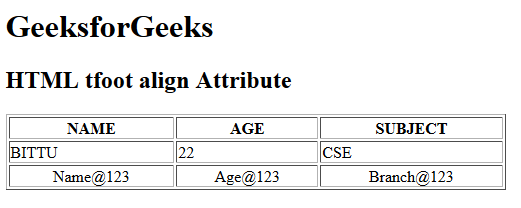 GeeksforGeeks
HTML tfoot align Attribute
NAME AGE SUBJECT
BITTU 22 CSE
Name@123 Age@123 Branch@123